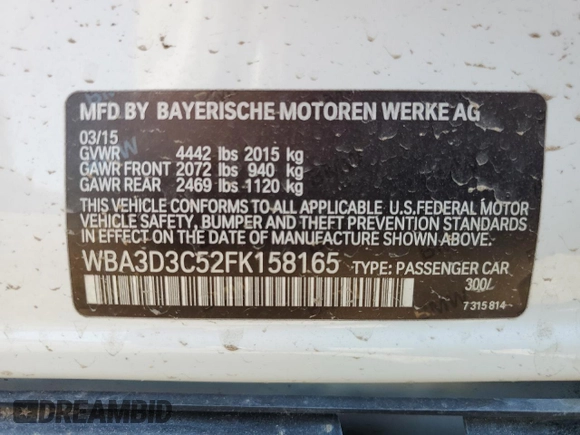 MFD BY BAYERISCHE MOTOREN WERKE AG
03/15
GVWR 4442 lbs 2015 kg
GAWR FRONT 2072 lbs 940 kg
GAWR REAR 2469 lbs 1120 kg
THIS VEHICLE CONFORMS TO ALL APPLICABLE U.S.FEDERAL MOTOR
VEHICLE SAFETY, BUMPER AND THEFT PREVENTION STANDARDS
IN EFFECT ON THE DATE OF MANUFACTURE SHOWN ABOVE.
WBA3D3C52FK158165 TYPE: PASSENGER CAR
300/
7 315 814
DREAMBID